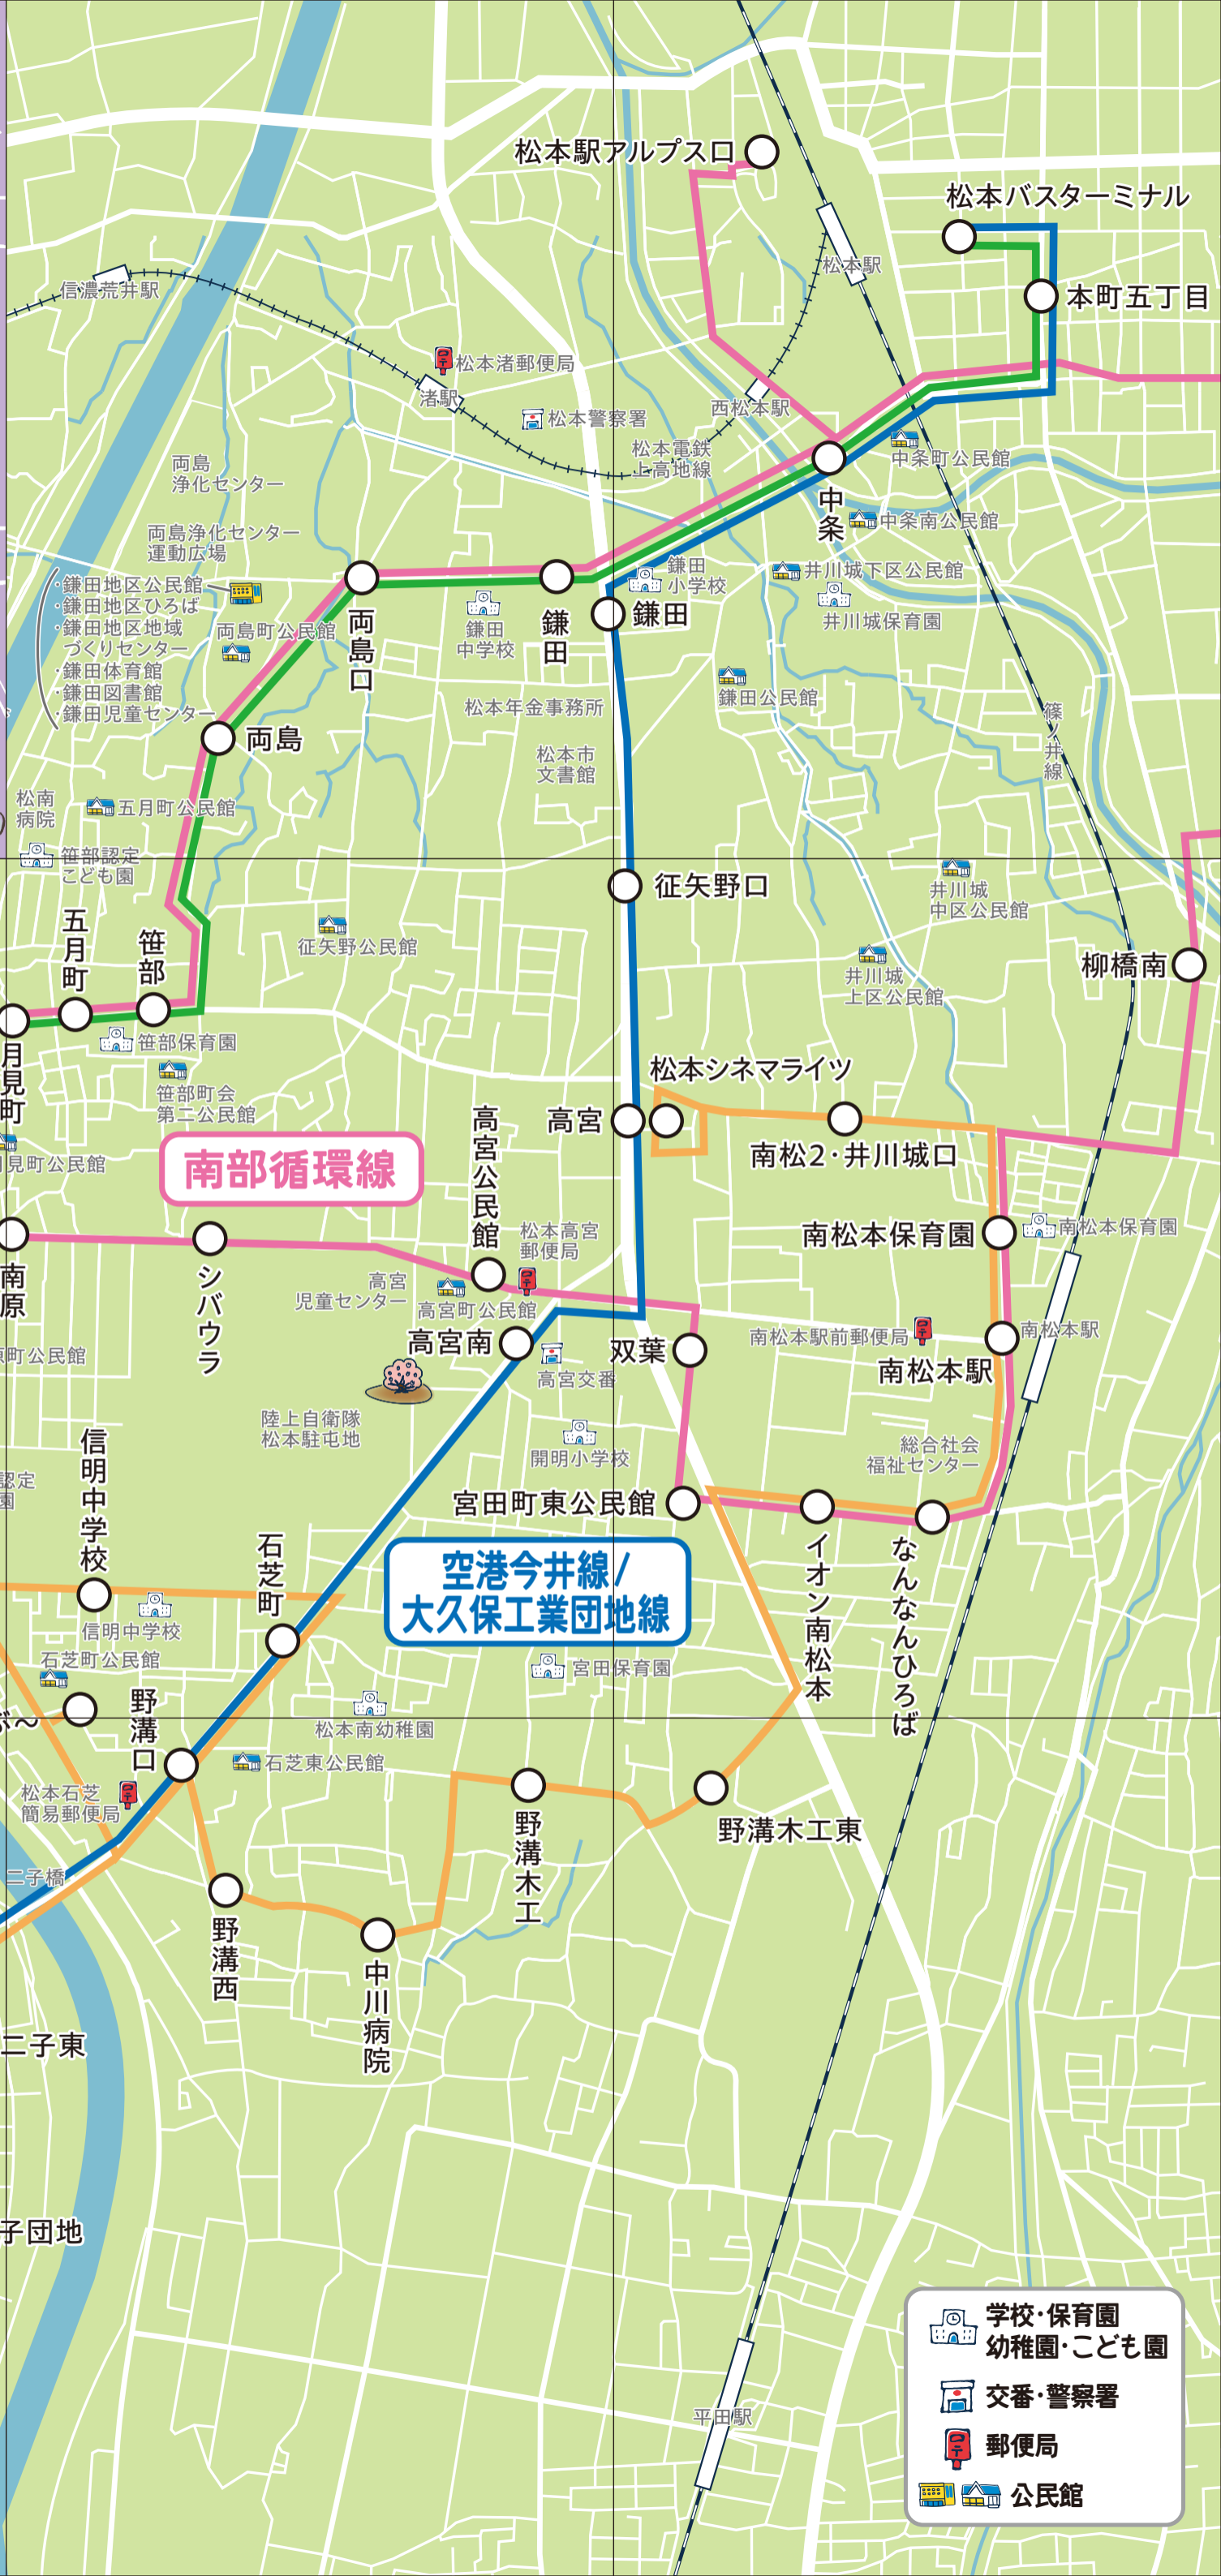 松本駅アルプス口
松本バスターミナル
松本駅
信濃荒井駅
本町五丁目
松本渚郵便局
渚駅
西松本駅
松本警察署
松本電鉄
上高地線
中条町公民館
両島
浄化センター
中条
中条南公民館
両島浄化センター
運動広場
鎌田
小学校
井川城下区公民館
・鎌田地区公民館
・鎌田地区ひろば
・鎌田地区地域
づくりセンター
・鎌田体育館
・鎌田図書館
・鎌田児童センター
両島町公民館
両島口
鎌田
中学校
鎌田
鎌田
井川城保育園
鎌田公民館
松本年金事務所
篠ノ井線
両島
松本市
文書館
松南
病院
五月町公民館
笹部認定
こども園
征矢野口
井川城
中区公民館
五月町
笹部
征矢野公民館
柳橋南
井川城
上区公民館
月見町
笹部保育園
笹部町会
第二公民館
松本シネマライツ
高宮
高宮公民館
見町公民館
南部循環線
南松2・井川城口
南松本保育園
南松本保育園
松本高宮
郵便局
南原
シバウラ
高宮
児童センター
高宮町公民館
高宮南
双葉
南松本駅前郵便局
南松本駅
南松本駅
町公民館
高宮交番
陸上自衛隊
松本駐屯地
開明小学校
総合社会
福祉センター
信明中学校
認定
園
宮田町東公民館
石芝町
空港今井線/
大久保工業団地線
イオン南松本
なんなんひろば
信明中学校
石芝町公民館
宮田保育園
野溝口
松本南幼稚園
ぶ～
石芝東公民館
松本石芝
簡易郵便局
野溝木工
野溝木工東
二子橋
野溝西
中川病院
二子東
子団地
学校・保育園
幼稚園・こども園
交番・警察署
郵便局
公民館
平田駅